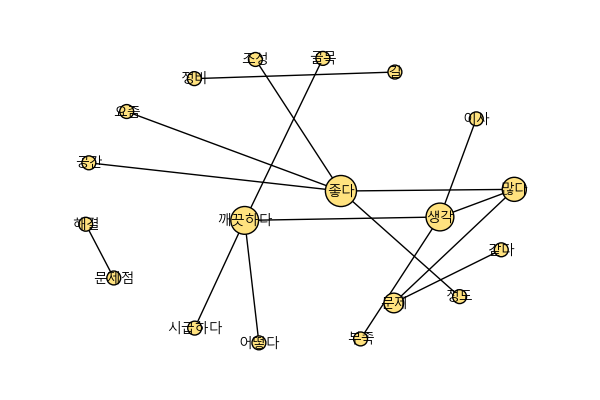 조성
골목
정비
길
요즘
이사
공간
좋다
많다
깨끗하다
생각
해결
같다
문제점
정도
문제
시급하다
부족
어떻다